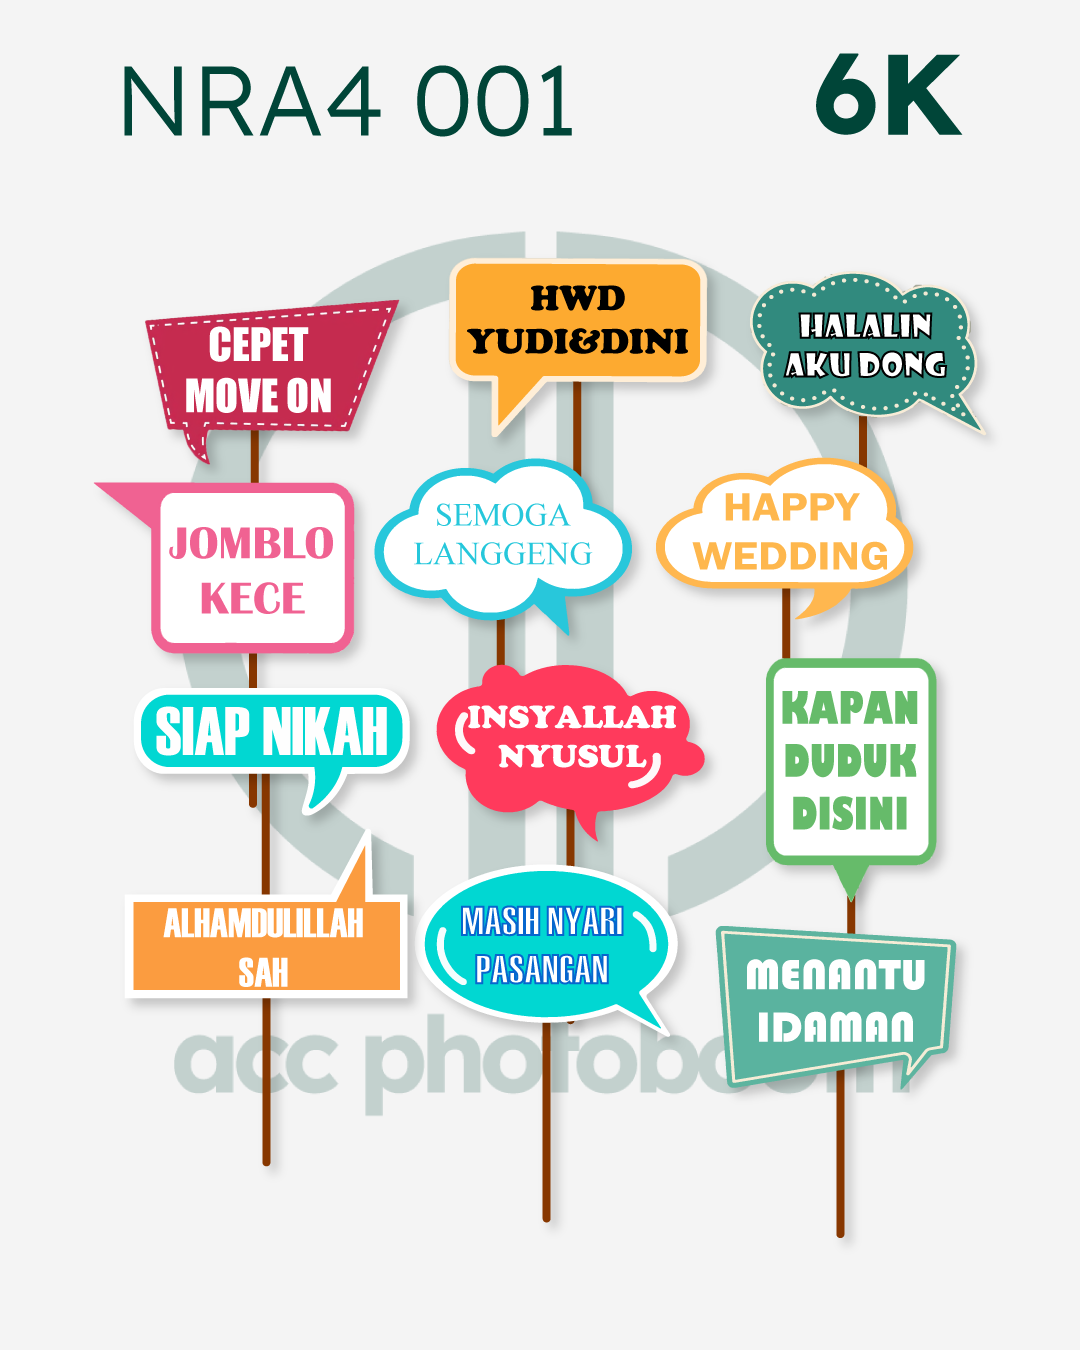 NRA4 001
6K
CEPET
MOVE ON
HWD
YUDI&DINI
HALALIN
AKU DONG
JOMBLO
KECE
SEMOGA
LANGGENG
HAPPY
WEDDING
SIAP NIKAH
INSYALLAH
NYUSUL
KAPAN
DUDUK
DISINI
ALHAMDULILLAH
SAH
MASIH NYARI
PASANGAN
MENANTU
IDAMAN
acc photobooth